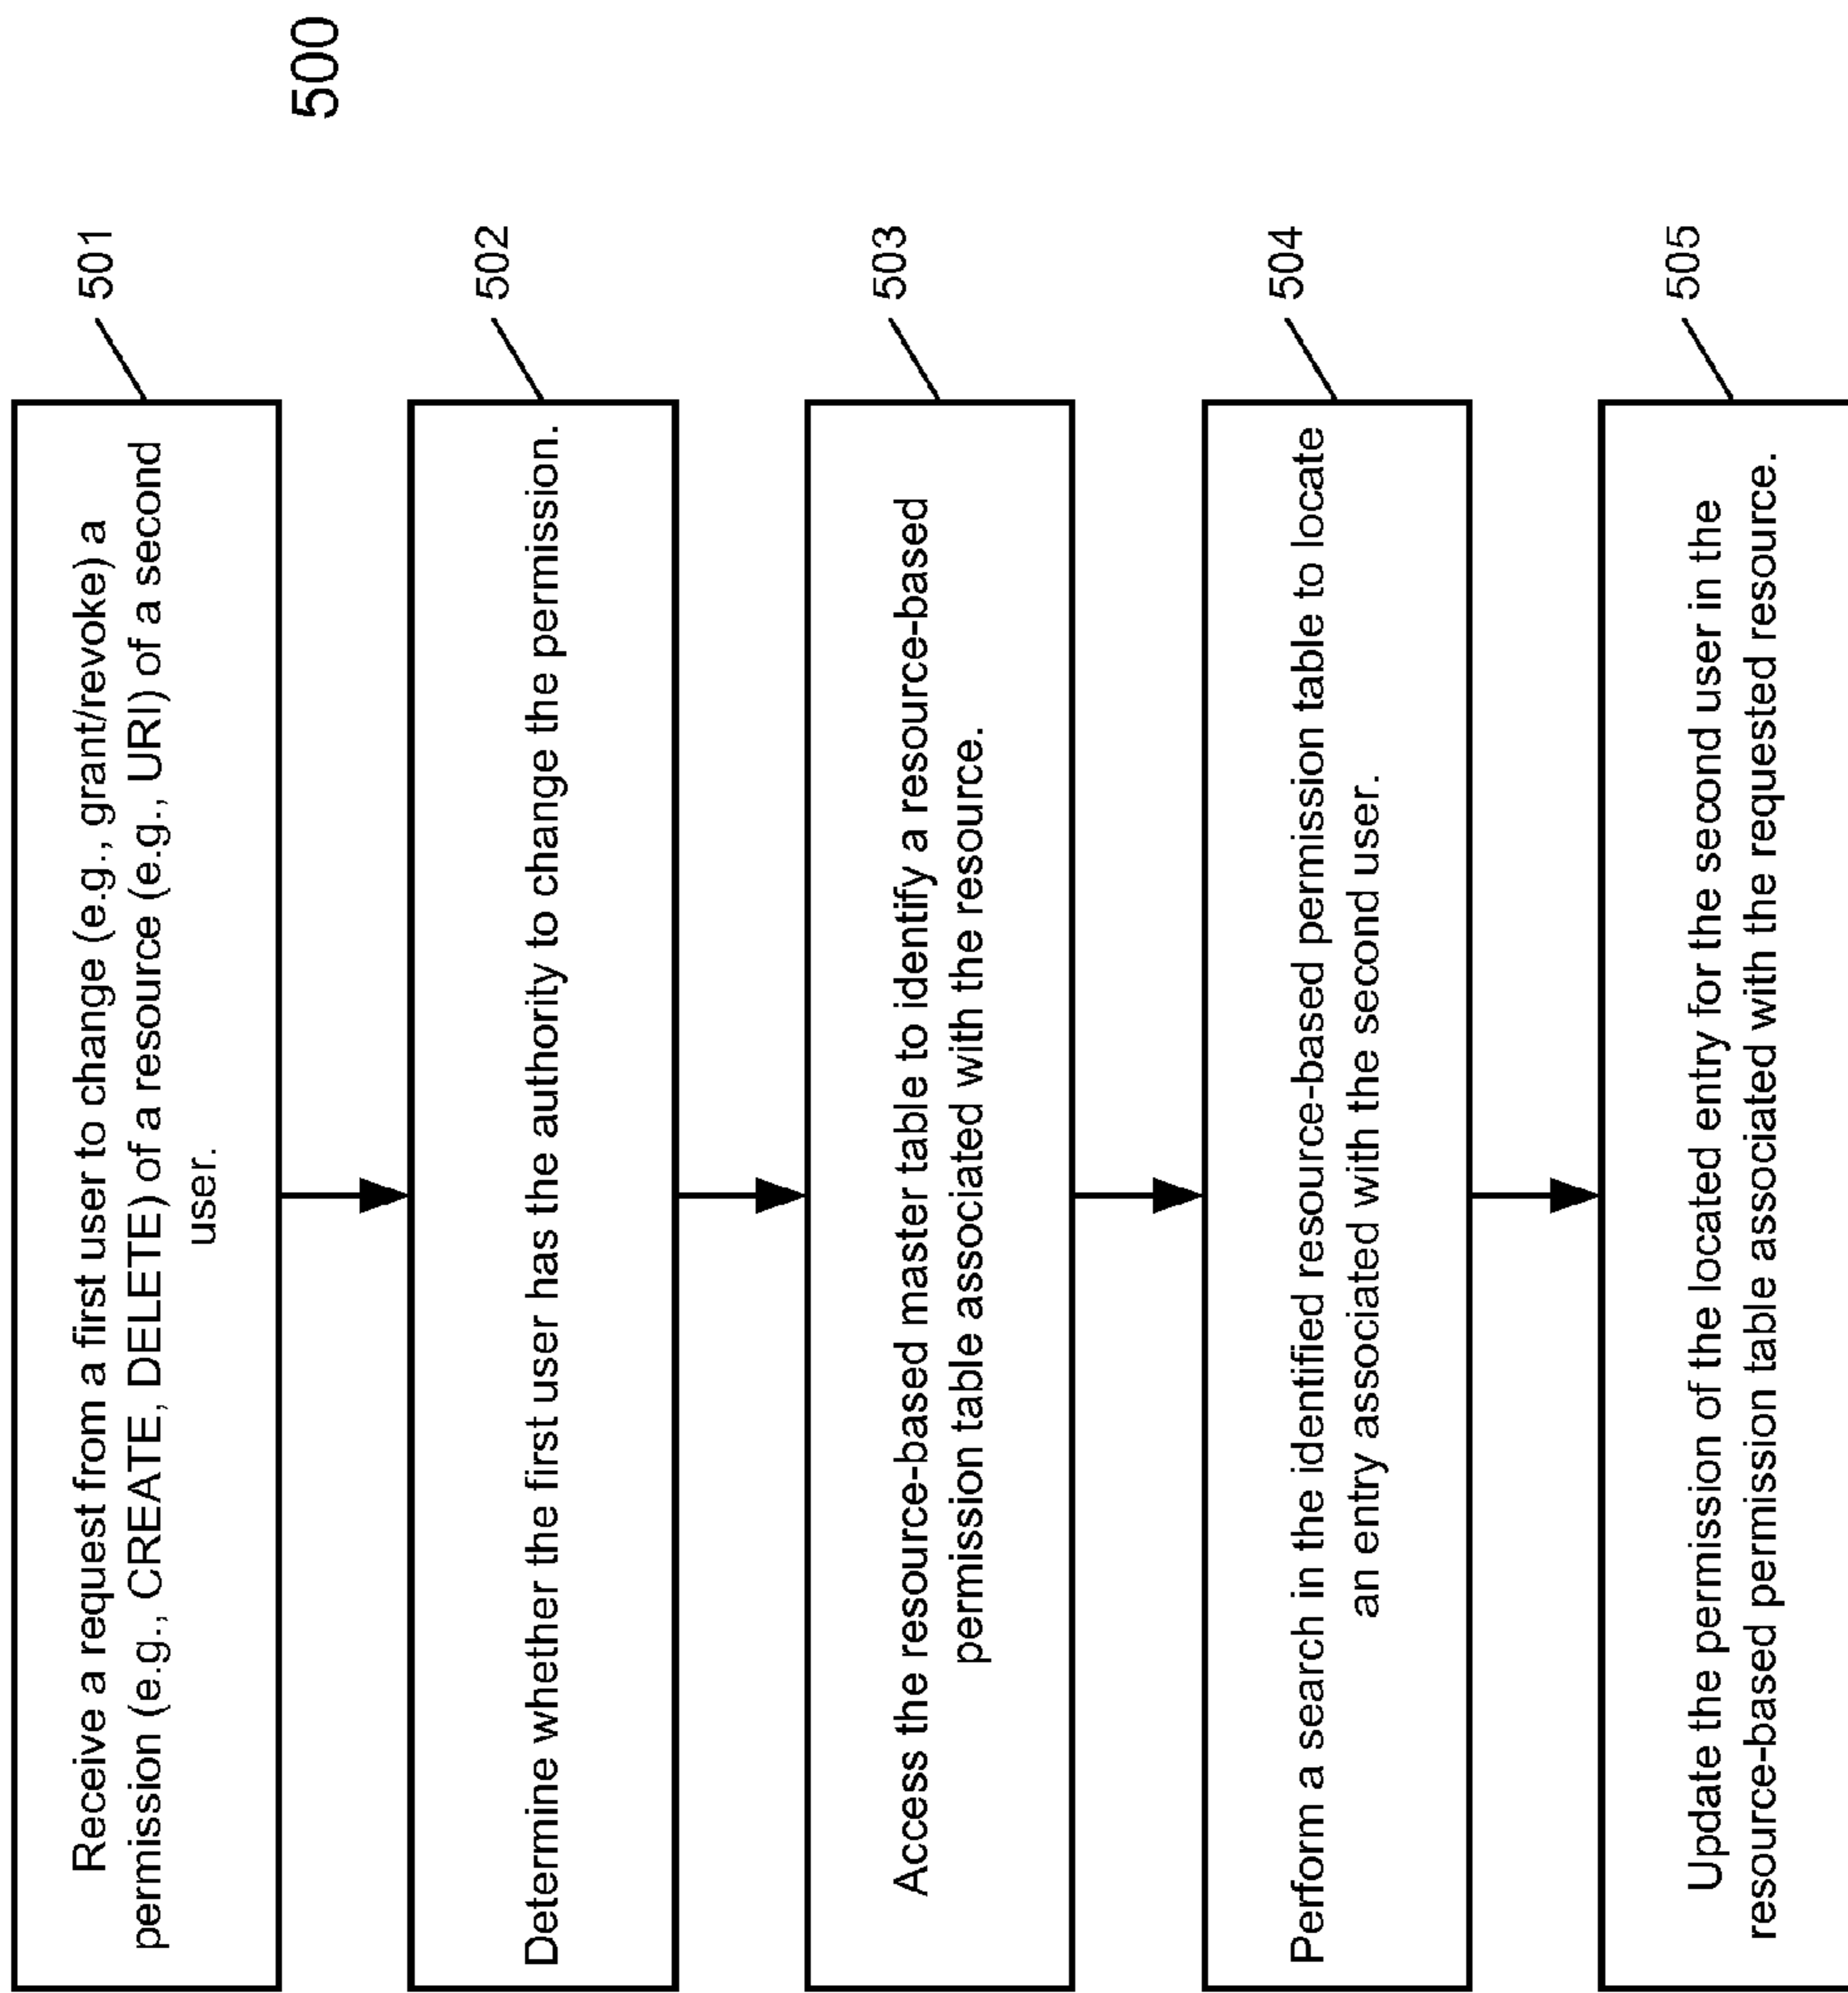 500
Receive a request from a first user to change (e.g., grant/revoke) a
permission (e.g., CREATE, DELETE) of a resource (e.g., URI) of a second
user.
501
Determine whether the first user has the authority to change the permission.
502
Access the resource-based master table to identify a resource-based
permission table associated with the resource.
503
Perform a search in the identified resource-based permission table to locate
an entry associated with the second user.
504
Update the permission of the located entry for the second user in the
resource-based permission table associated with the requested resource.
505